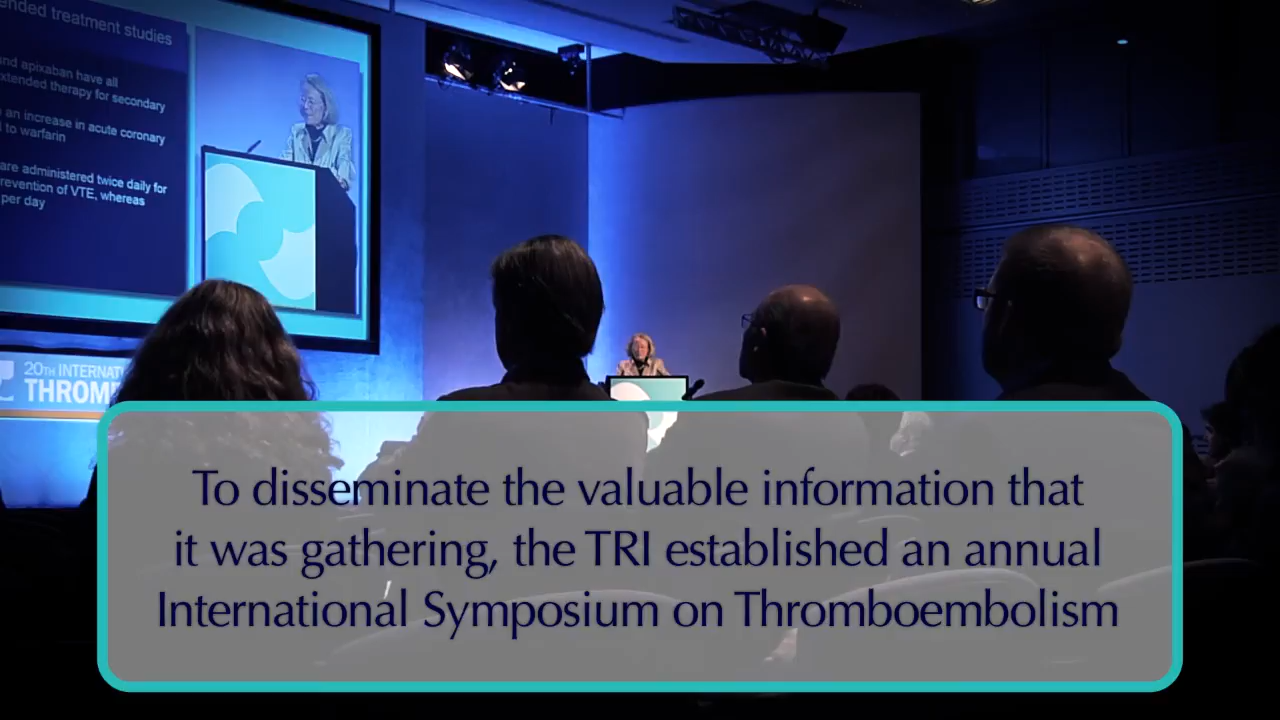 ended treatment studies
and apixaban have all
xtended therapy for secondary
an increase in acute coronary
to warfarin
are administered twice daily for
revention of VTE, whereas
per day
20TH INTERNAT
THROM
To disseminate the valuable information that
it was gathering, the TRI established an annual
International Symposium on Thromboembolism